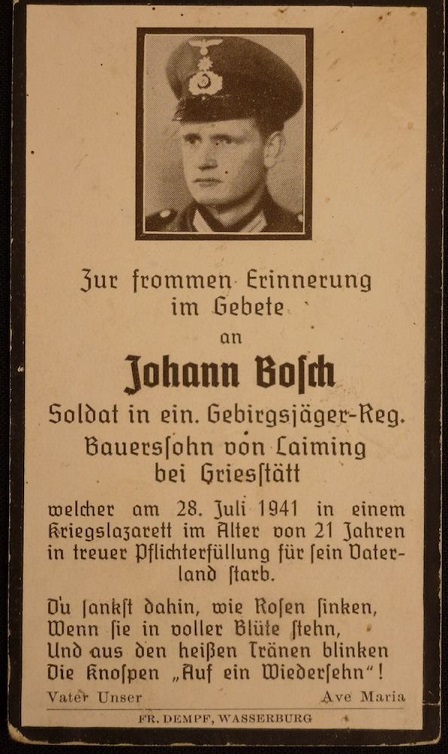 Zur frommen Erinnerung
im Gebete
an
Johann Boſch
Soldat in ein. Gebirgsjäger-Reg.
Bauersſohn von Laiming
bei Griesſtätt
welcher am 28. Juli 1941 in einem
Kriegslazarett im Alter von 21 Jahren
in treuer Pflichterfüllung für ſein Vater-
land ſtarb.
Du ſankſt dahin, wie Roſen ſinken,
Wenn ſie in voller Blüte ſtehn,
Und aus den heißen Tränen blinken
Die Knoſpen „Auf ein Wiederſehn“!
Vater Unser Ave Maria
FR. DEMPF, WASSERBURG